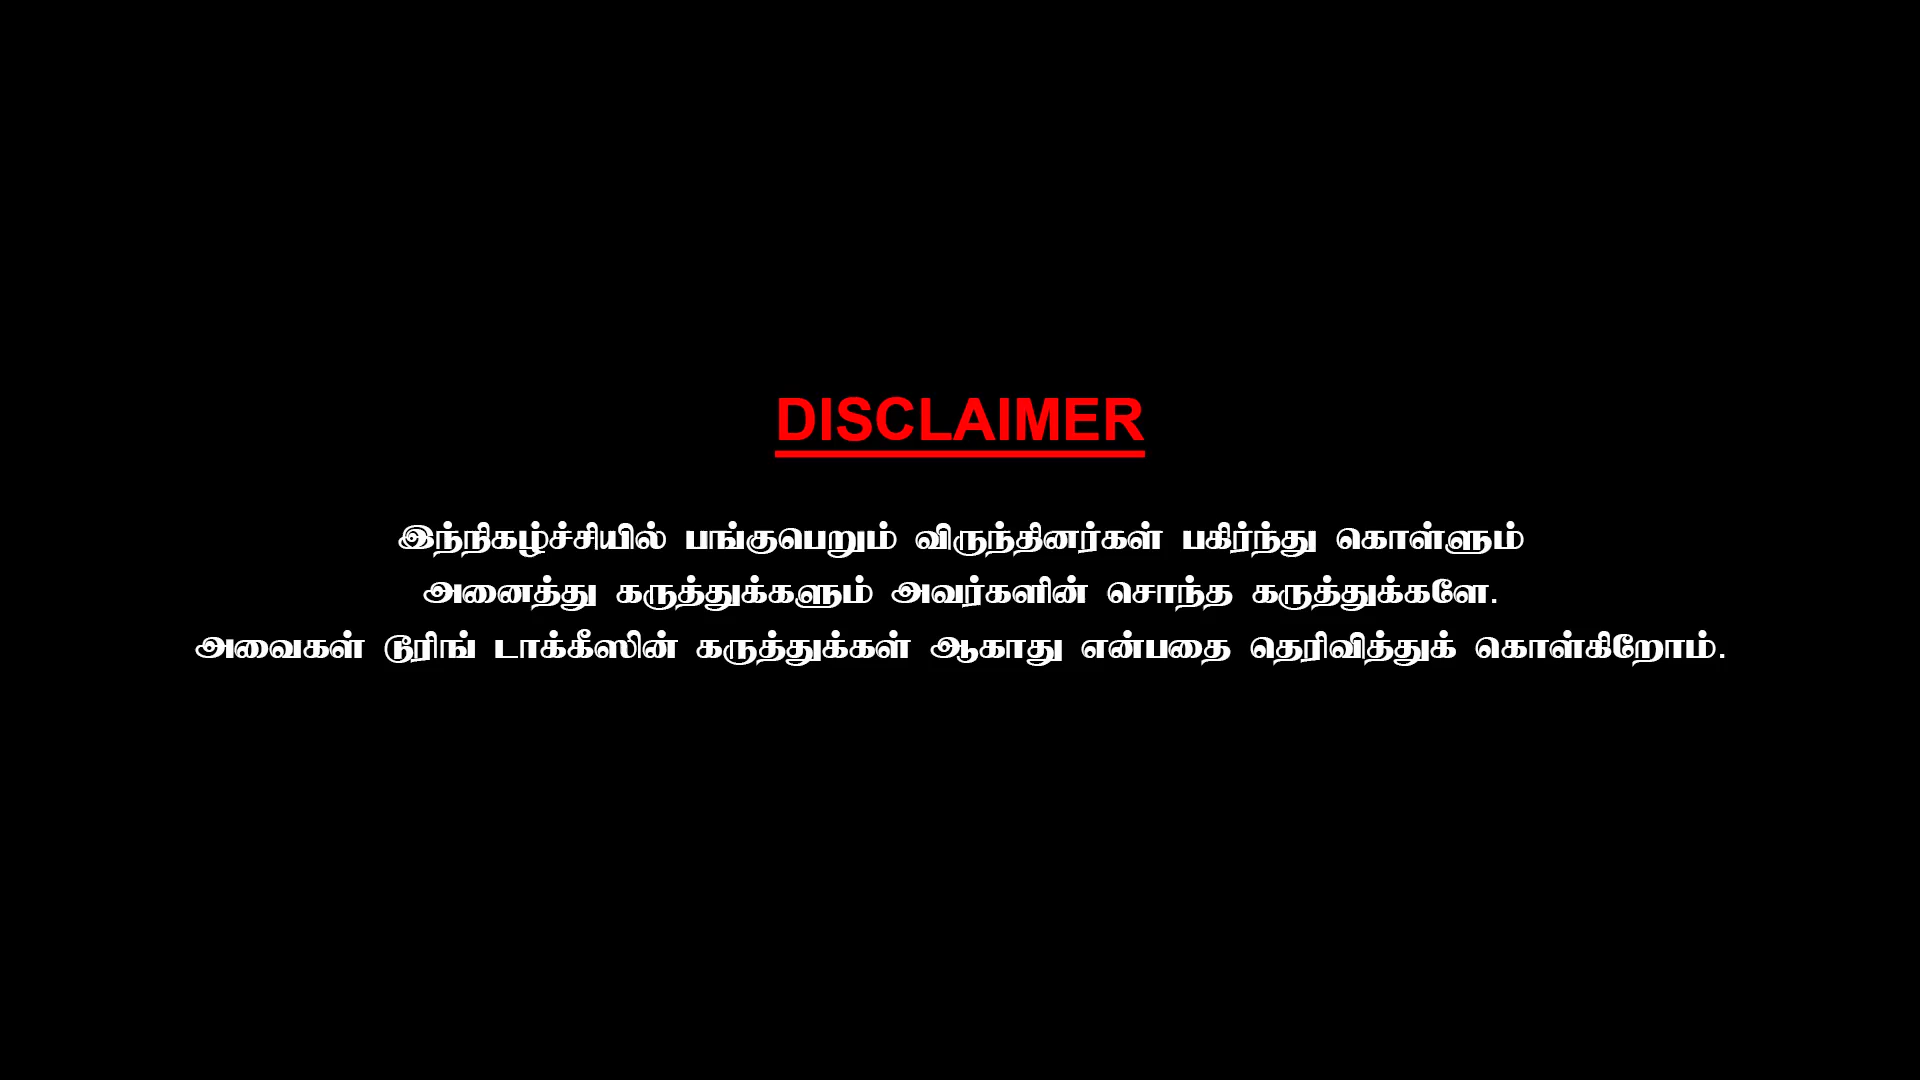 DISCLAIMER
இந்நிகழ்ச்சியில் பங்குபெறும் விருந்தினர்கள் பகிர்ந்து கொள்ளும்
அனைத்து கருத்துக்களும் அவர்களின் சொந்த கருத்துக்களே.
அவைகள் டூரிங் டாக்கீஸின் கருத்துக்கள் ஆகாது என்பதை தெரிவித்துக் கொள்கிறோம்.